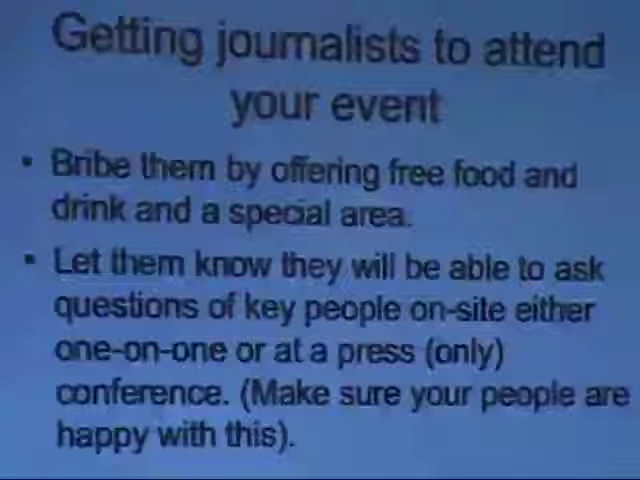 Getting journalists to attend
your event
• Bribe them by offering free food and
drink and a special area.
• Let them know they will be able to ask
questions of key people on-site either
one-on-one or at a press (only)
conference. (Make sure your people are
happy with this).